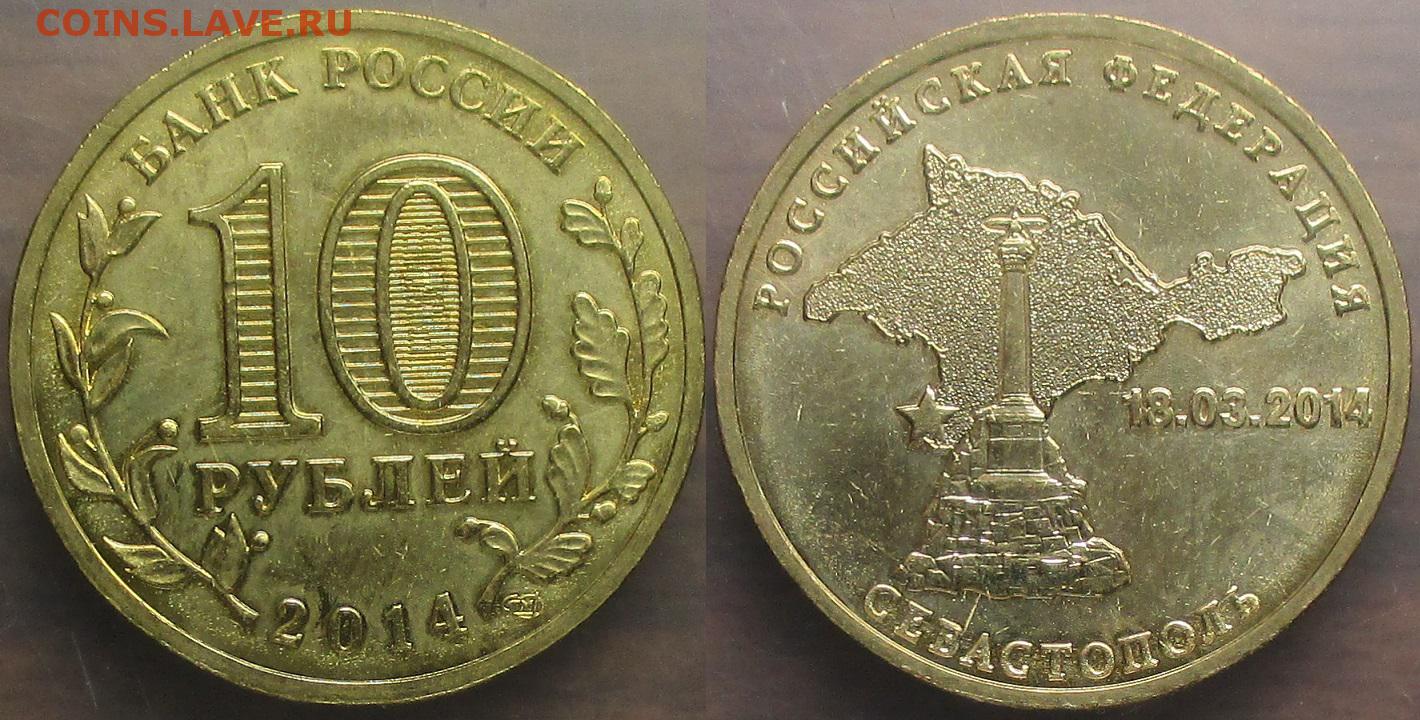 COINS.LAVE.RU
БАНК РОССИИ
10
РУБЛЕЙ
2014
РОССИЙСКАЯ ФЕДЕРАЦИЯ
18.03.2014
СЕВАСТОПОЛЬ